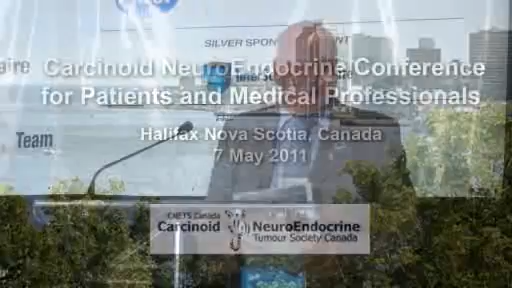 SILVER SPON
Carcinoid NeuroEndocrine Conference
for Patients and Medical Professionals
Team
Halifax Nova Scotia, Canada
7 May 2011
CNETS Canada
Carcinoid NeuroEndocrine
Tumour Society Canada